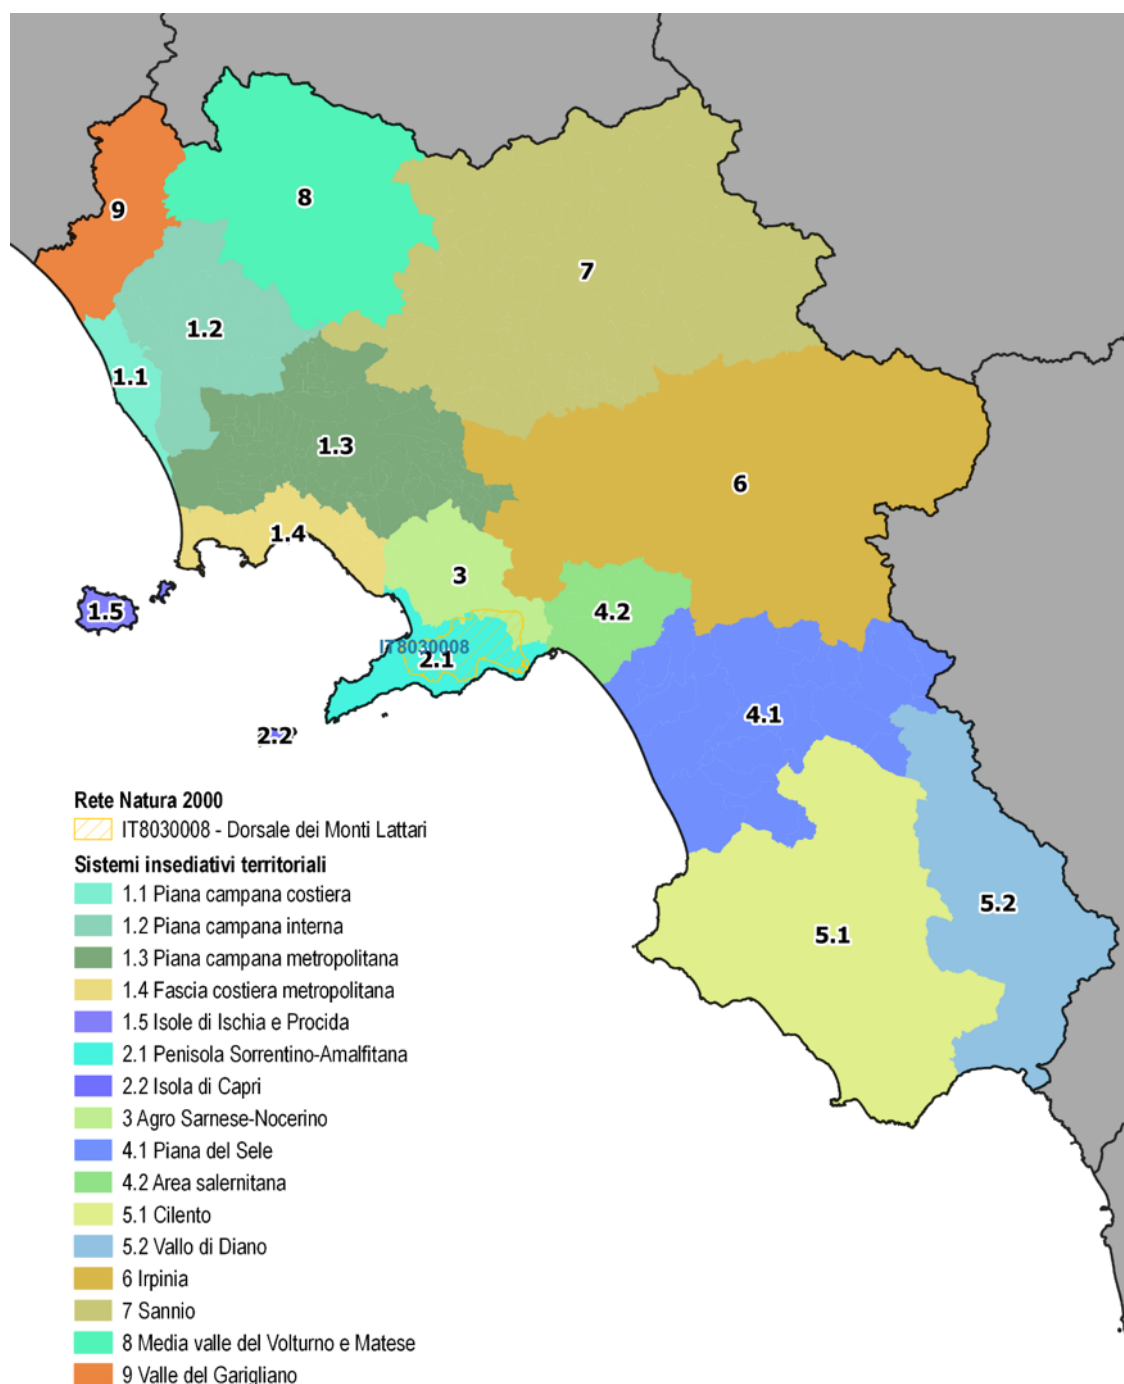 9
8
7
1.2
1.1
1.3
6
1.4
3
1.5
4.2
IT8030008
2.1
4.1
2.2
5.2
5.1
Rete Natura 2000
IT8030008 - Dorsale dei Monti Lattari
Sistemi insediativi territoriali
1.1 Piana campana costiera
1.2 Piana campana interna
1.3 Piana campana metropolitana
1.4 Fascia costiera metropolitana
1.5 Isole di Ischia e Procida
2.1 Penisola Sorrentino-Amalfitana
2.2 Isola di Capri
3 Agro Sarnese-Nocerino
4.1 Piana del Sele
4.2 Area salernitana
5.1 Cilento
5.2 Vallo di Diano
6 Irpinia
7 Sannio
8 Media valle del Volturno e Matese
9 Valle del Garigliano